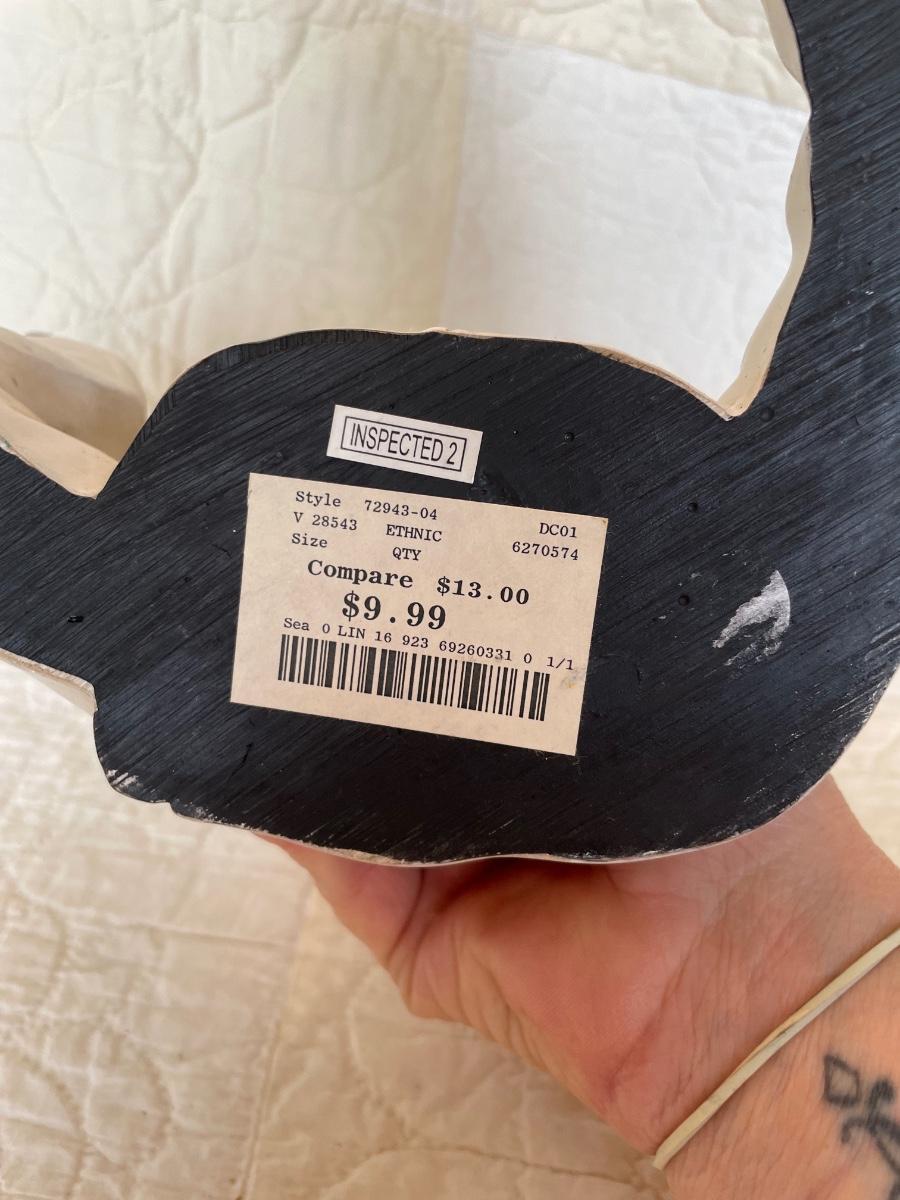 INSPECTED 2
Style 72943-04 DC01
V 28543 ETHNIC 6270574
Size QTY
Compare $13.00
$9.99
Sea 0 LIN 16 923 69260331 0 1/1